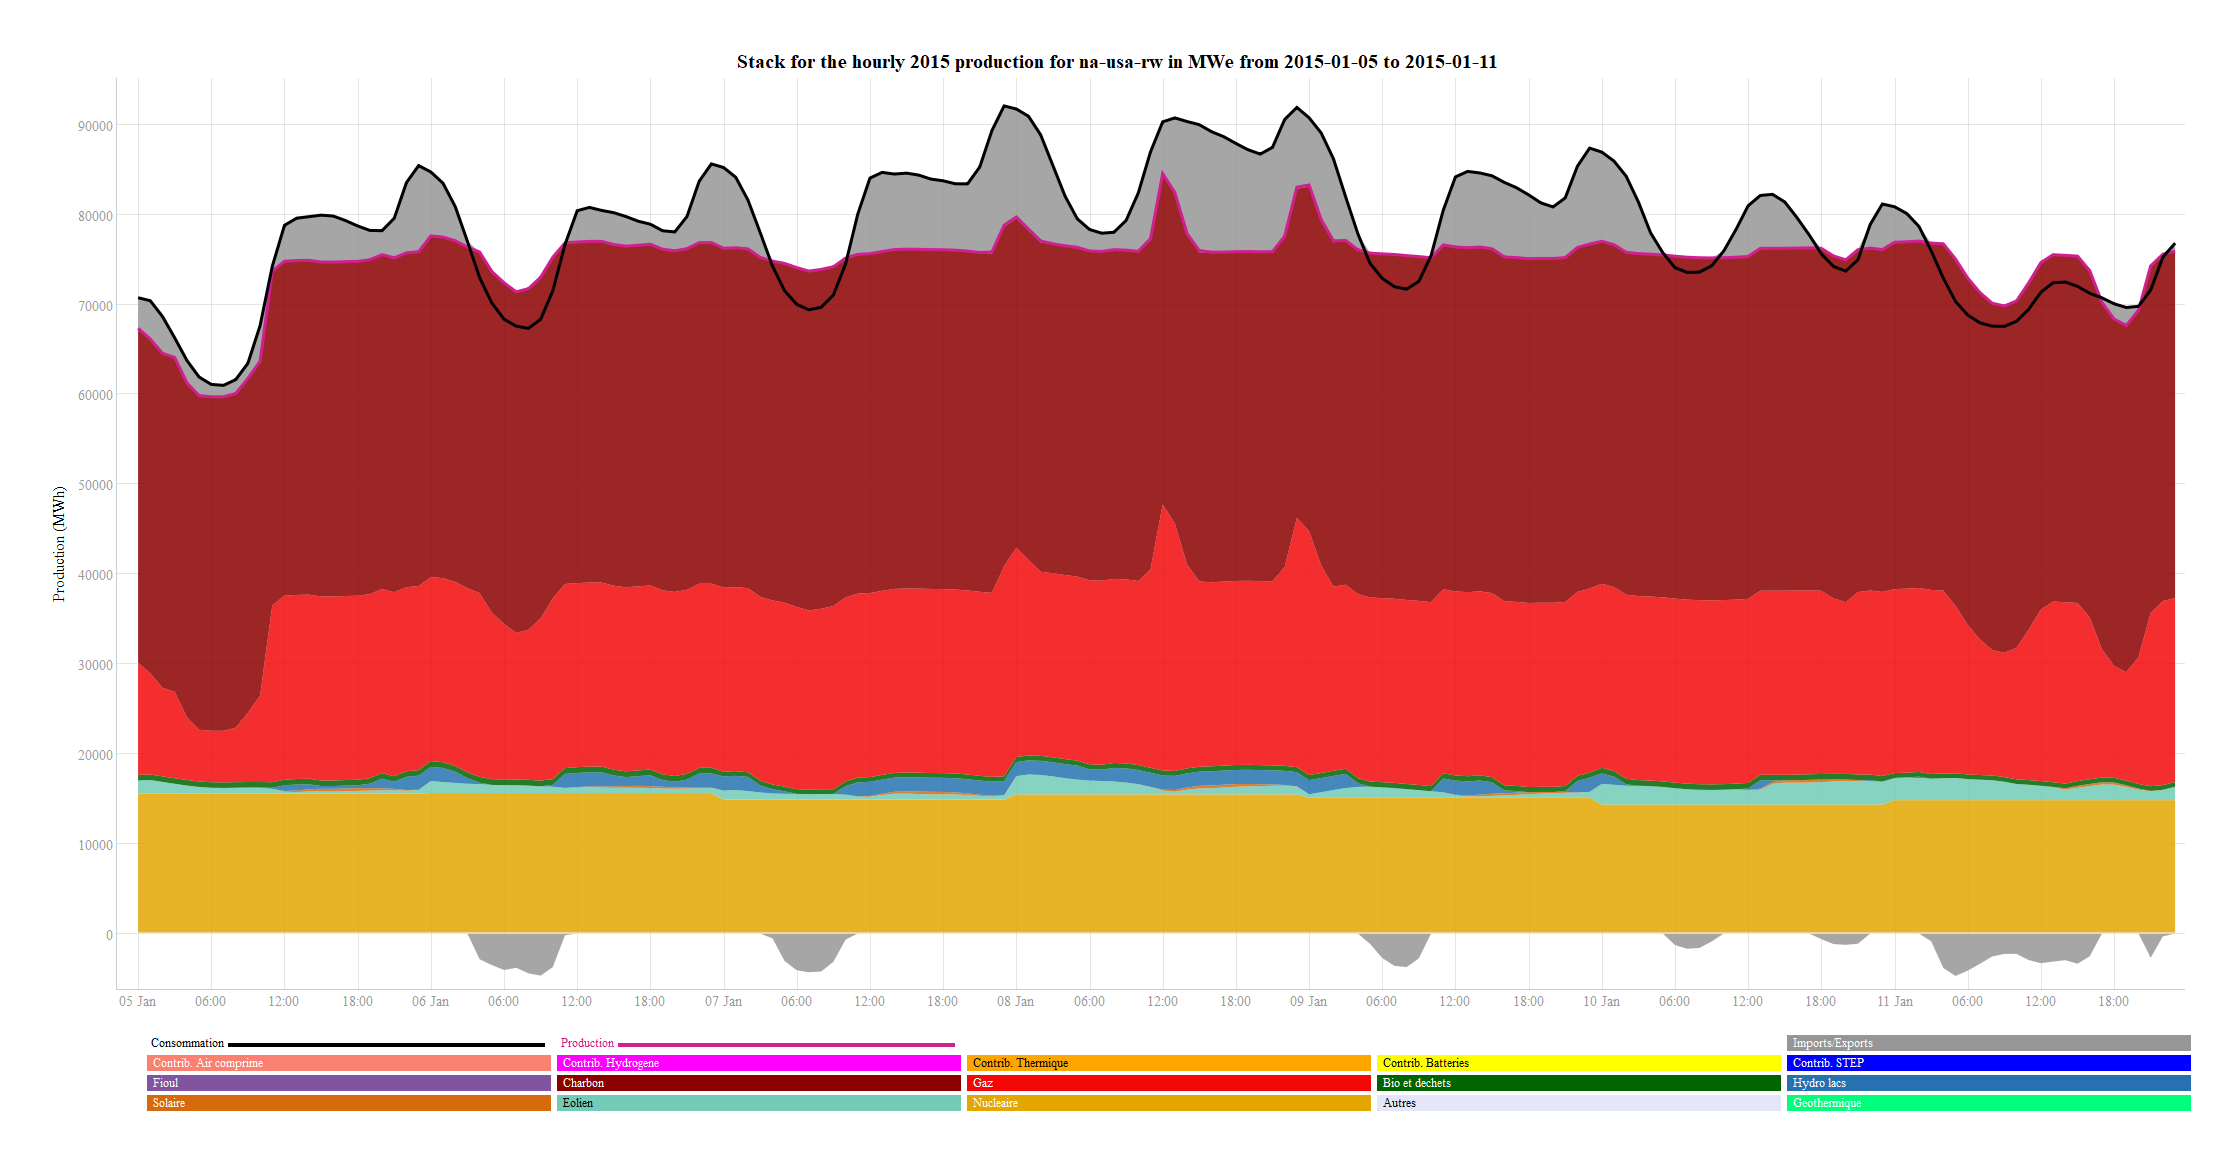 Stack for the hourly 2015 production for na-usa-rw in MWe from 2015-01-05 to 2015-01-11
90000
80000
70000
60000
50000
40000
30000
20000
10000
0
Production (MWh)
05 Jan 06:00 12:00 18:00 06 Jan 06:00 12:00 18:00 07 Jan 06:00 12:00 18:00 08 Jan 06:00 12:00 18:00 09 Jan 06:00 12:00 18:00 10 Jan 06:00 12:00 18:00 11 Jan 06:00 12:00 18:00
Consommation Production Imports/Exports
Contrib. Air comprime Contrib. Hydrogene Contrib. Thermique Contrib. Batteries Contrib. STEP
Fioul Charbon Gaz Bio et dechets Hydro lacs
Solaire Eolien Nucleaire Autres Geothermique